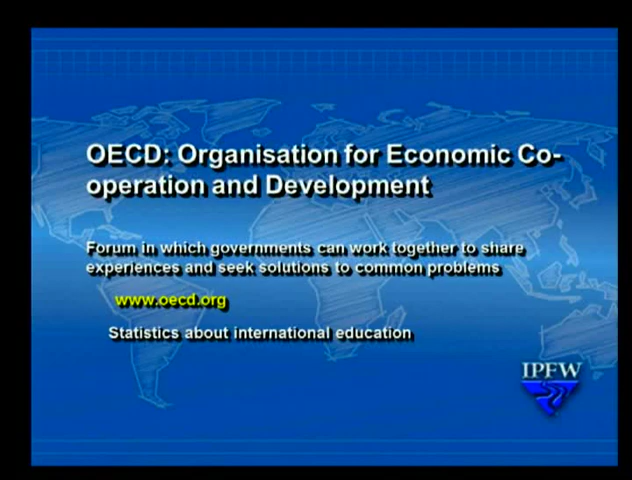 OECD: Organisation for Economic Co-
operation and Development
Forum in which governments can work together to share
experiences and seek solutions to common problems
www.oecd.org
Statistics about international education
IPFW